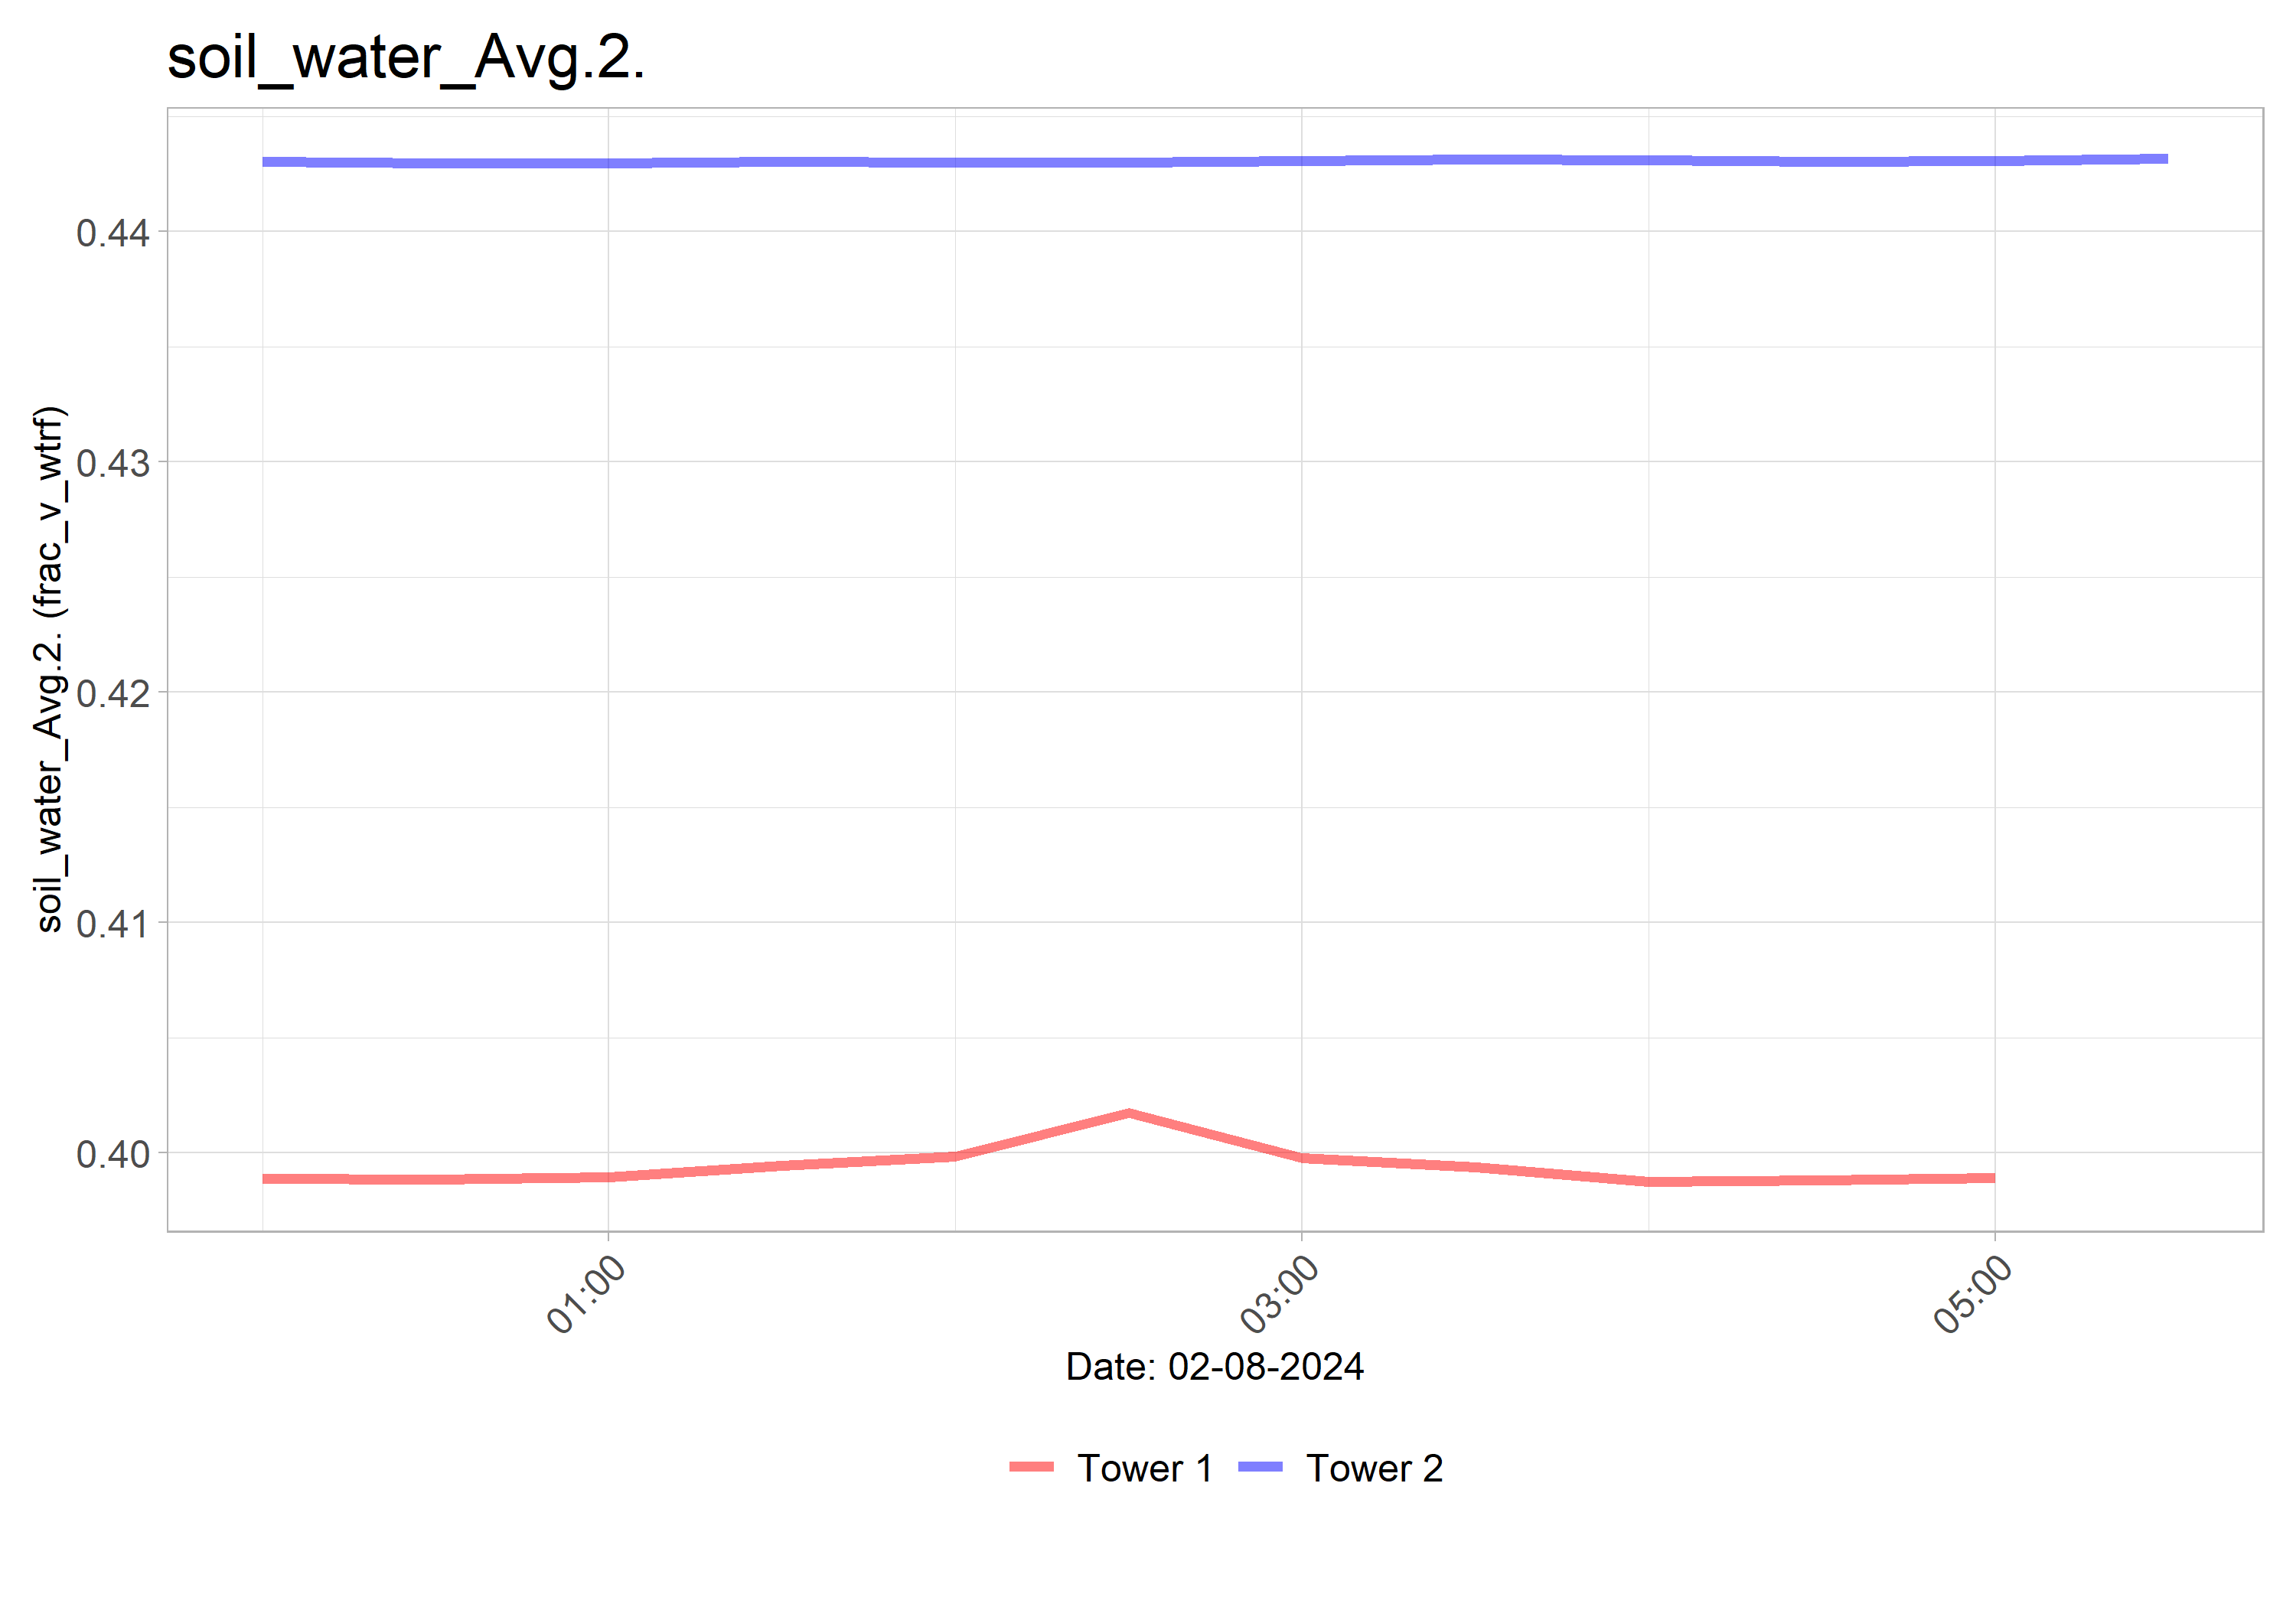 soil_water_Avg.2.
soil_water_Avg.2. (frac_v_wtrf)
0.44
0.43
0.42
0.41
0.40
01:00
03:00
05:00
Date: 02-08-2024
Tower 1
Tower 2